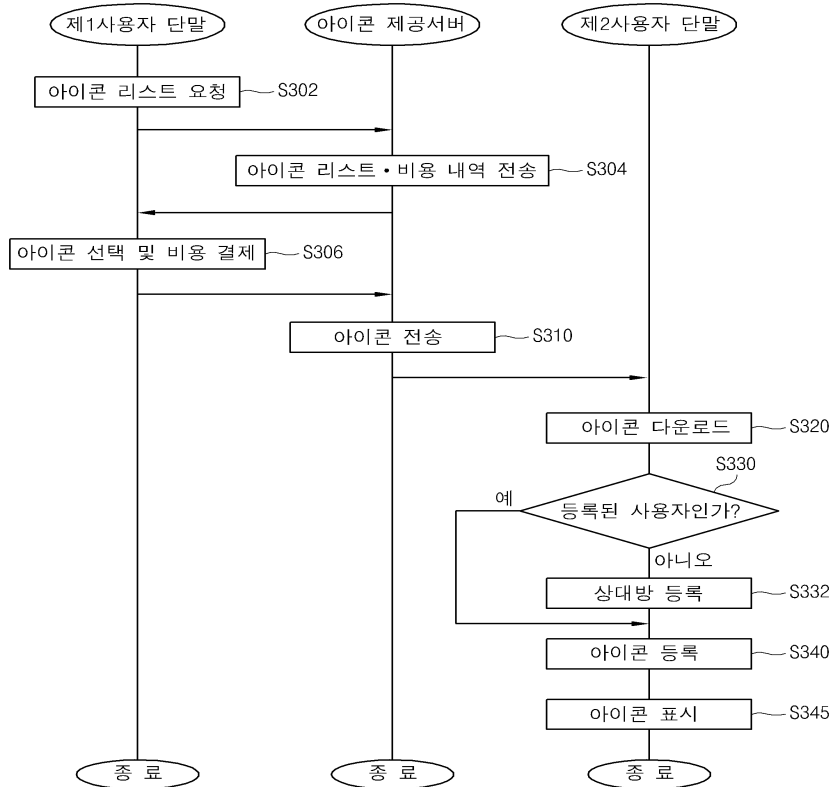 제1사용자 단말
아이콘 제공서버
제2사용자 단말
아이콘 리스트 요청
S302
아이콘 리스트·비용 내역 전송
S304
아이콘 선택 및 비용 결제
S306
아이콘 전송
S310
아이콘 다운로드
S320
S330
예
등록된 사용자인가?
아니오
상대방 등록
S332
아이콘 등록
S340
아이콘 표시
S345
종 료
종 료
종 료